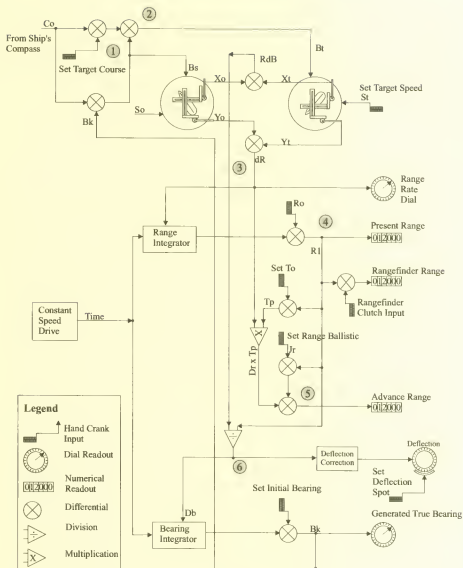 Co
2
From Ship's
Compass
1
Set Target Course
Bs
RdB
Bt
Xo
Xt
Set Target Speed
St
So
Bk
Yo
Yt
3
dR
Range
Rate
Dial
Ro
4
Range
Integrator
R1
Present Range
012000
Set To
Rangefinder Range
012000
Rangefinder
Clutch Input
Constant
Speed
Drive
Time
Tp
X
Set Range Ballistic
Jr
Dr x Tp
5
Advance Range
012000
Legend
Hand Crank
Input
Dial Readout
Numerical
012000
Readout
Differential
Division
÷
Multiplication
X
÷
6
Deflection
Correction
Deflection
Set
Deflection
Spot
Set Initial Bearing
Db
Bearing
Integrator
Bk
Generated True Bearing